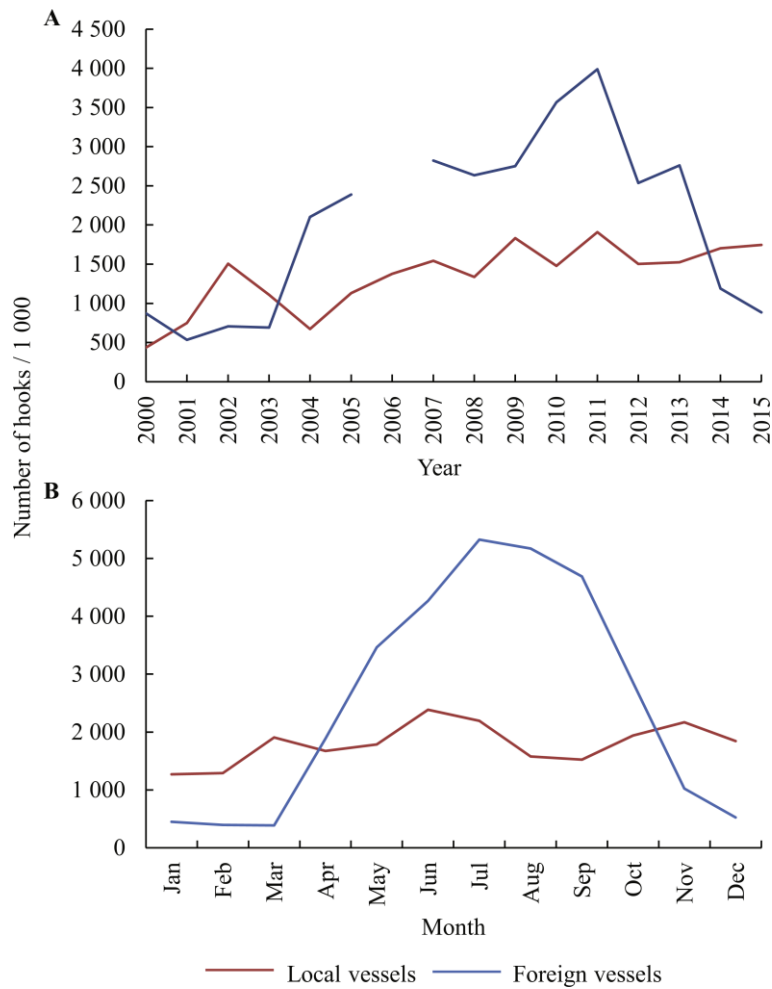 A
4 500
4 000
3 500
3 000
2 500
2 000
1 500
1 000
500
0
2000
2001
2002
2003
2004
2005
2006
2007
2008
2009
2010
2011
2012
2013
2014
2015
Year
Number of hooks / 1 000
B
6 000
5 000
4 000
3 000
2 000
1 000
0
Jan
Feb
Mar
Apr
May
Jun
Jul
Aug
Sep
Oct
Nov
Dec
Month
Local vessels
Foreign vessels